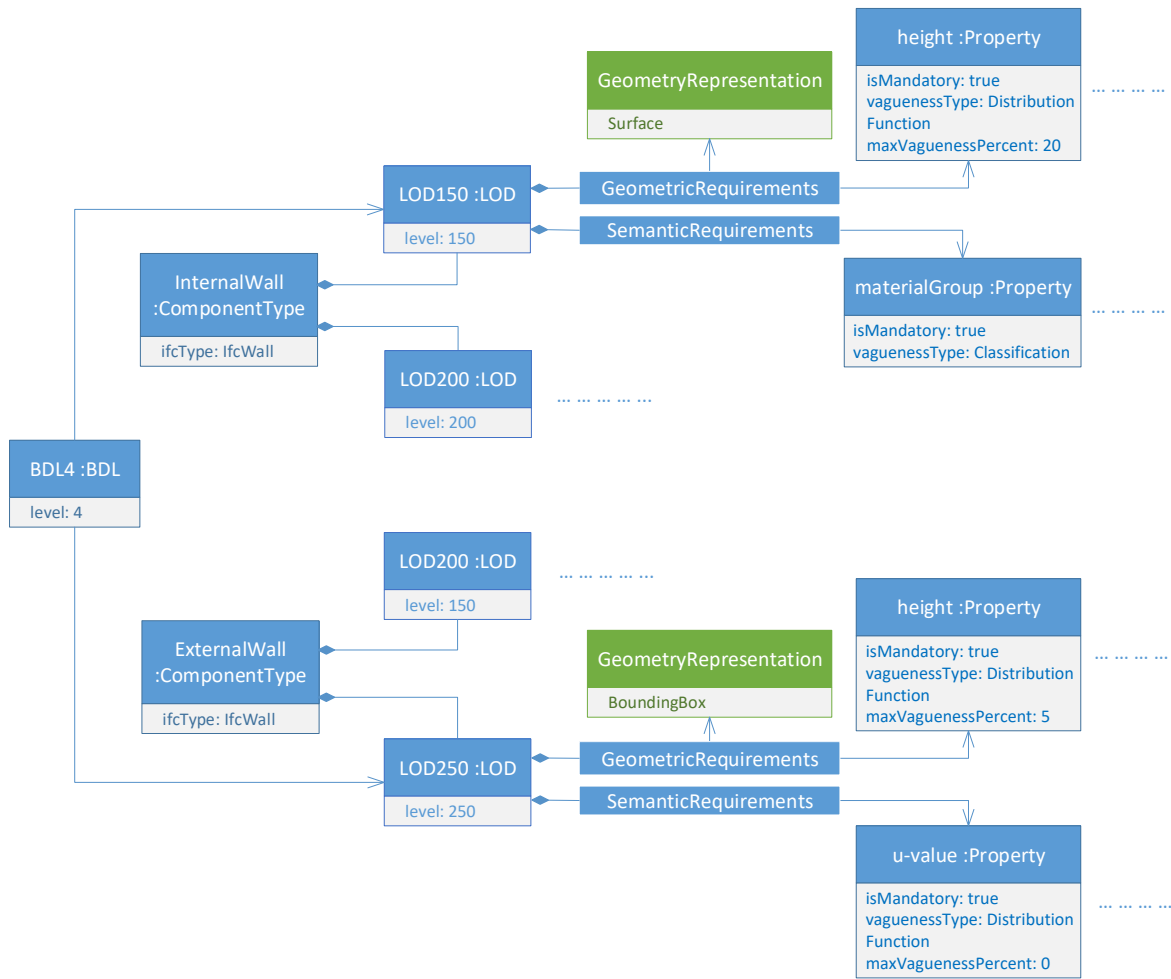 height :Property
isMandatory: true
vaguenessType: Distribution
Function
maxVaguenessPercent: 20
... ... ... ...
GeometryRepresentation
Surface
LOD150 :LOD
level: 150
GeometricRequirements
SemanticRequirements
InternalWall
:ComponentType
ifcType: IfcWall
materialGroup :Property
isMandatory: true
vaguenessType: Classification
... ... ... ...
LOD200 :LOD
level: 200
... ... ... ... ...
BDL4 :BDL
level: 4
LOD200 :LOD
level: 150
... ... ... ... ...
ExternalWall
:ComponentType
ifcType: IfcWall
GeometryRepresentation
BoundingBox
height :Property
isMandatory: true
vaguenessType: Distribution
Function
maxVaguenessPercent: 5
... ... ... ...
LOD250 :LOD
level: 250
GeometricRequirements
SemanticRequirements
u-value :Property
isMandatory: true
vaguenessType: Distribution
Function
maxVaguenessPercent: 0
... ... ... ...